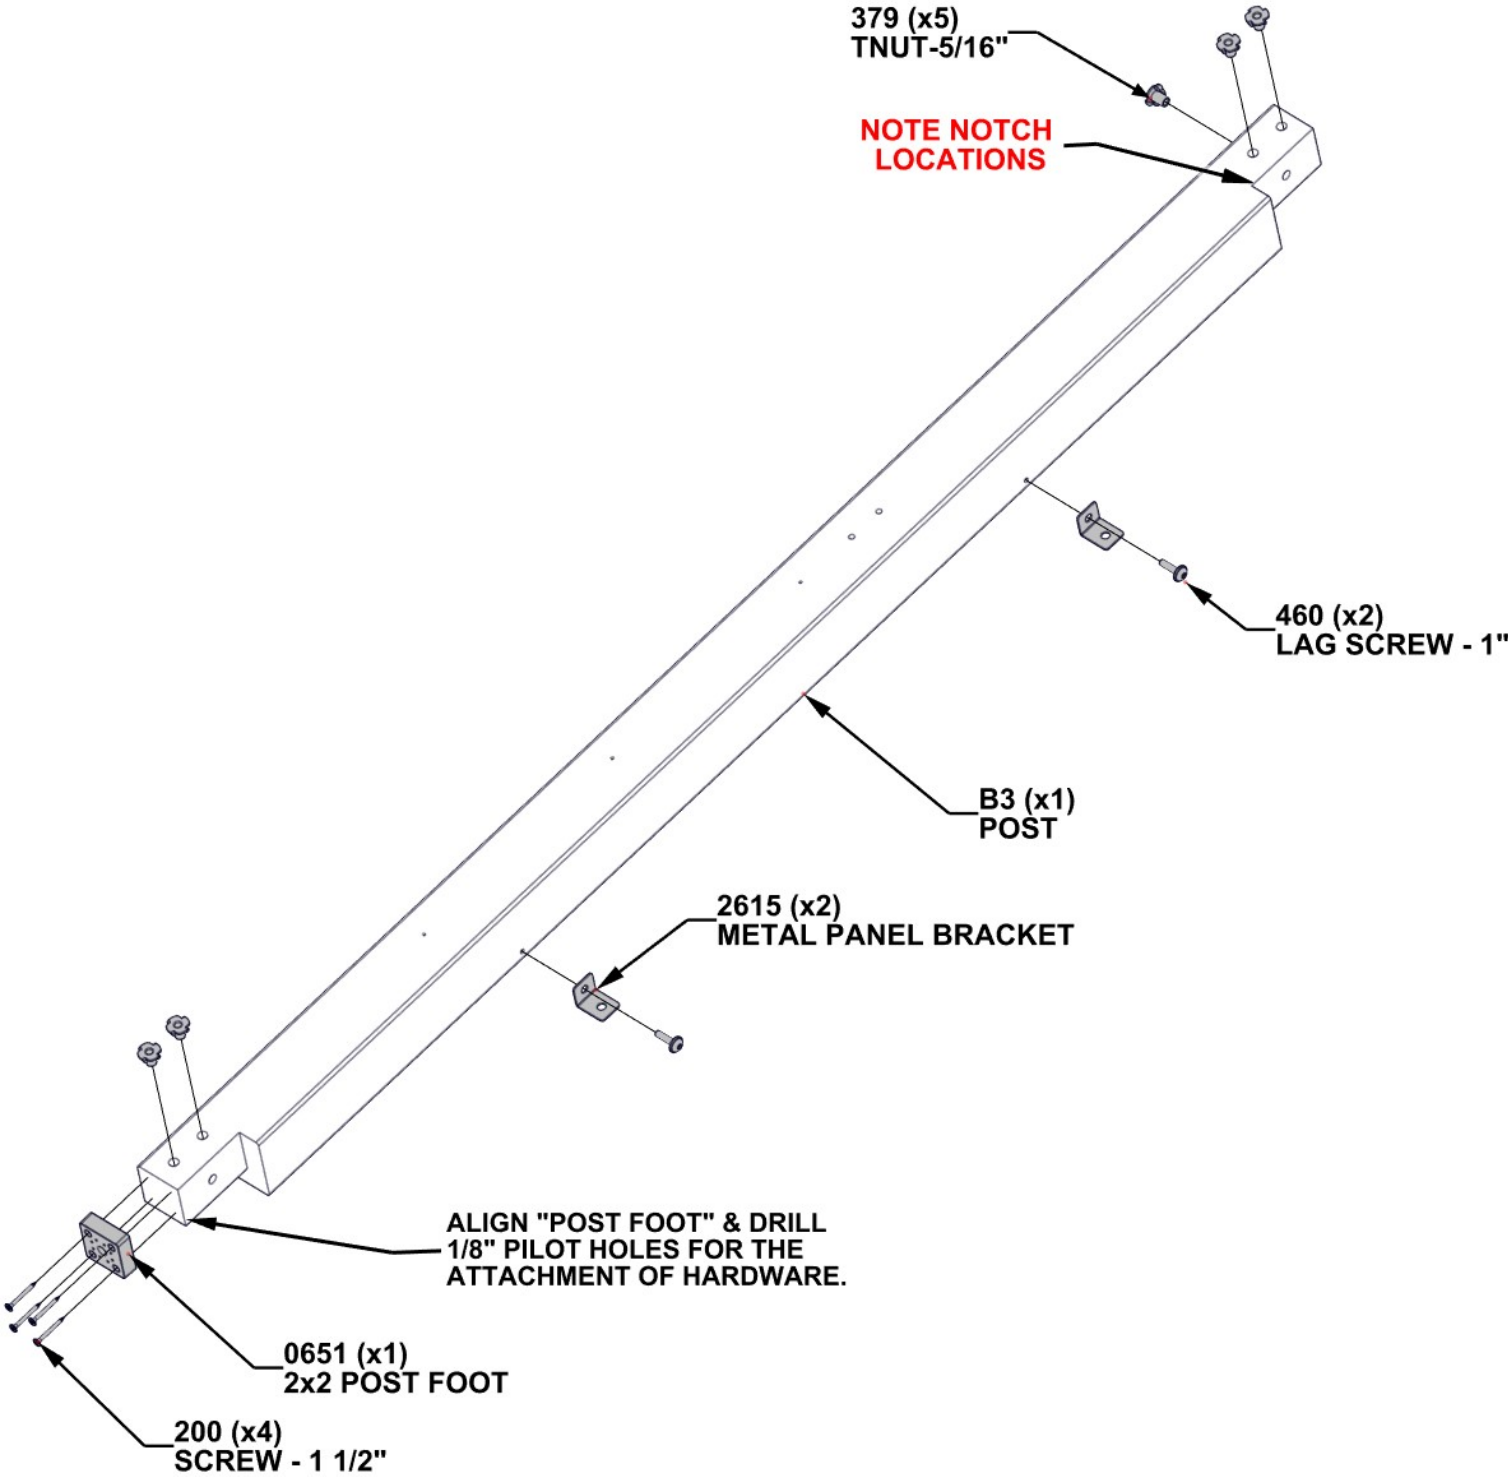 379 (x5)
TNUT-5/16"
NOTE NOTCH
LOCATIONS
460 (x2)
LAG SCREW - 1"
B3 (x1)
POST
2615 (x2)
METAL PANEL BRACKET
ALIGN "POST FOOT" & DRILL
1/8" PILOT HOLES FOR THE
ATTACHMENT OF HARDWARE.
0651 (x1)
2x2 POST FOOT
200 (x4)
SCREW - 1 1/2"